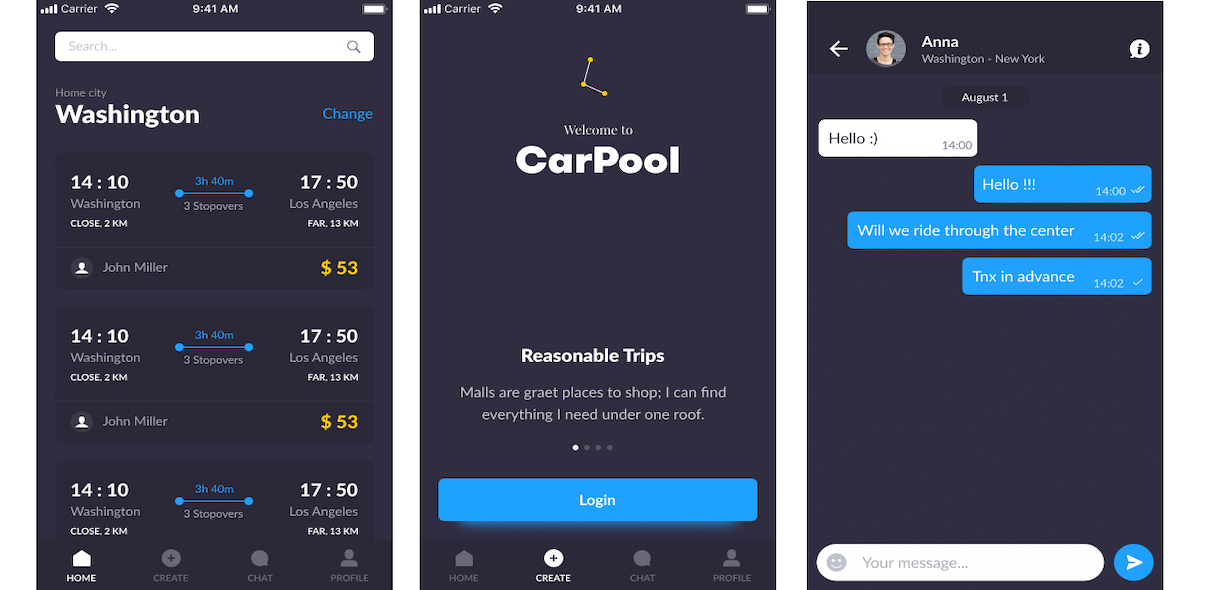 Carrier 9:41 AM
Search...
Home city
Washington Change
14 : 10 3h 40m 17 : 50
Washington 3 Stopovers Los Angeles
CLOSE, 2 KM FAR, 13 KM
John Miller $ 53
14 : 10 3h 40m 17 : 50
Washington 3 Stopovers Los Angeles
CLOSE, 2 KM FAR, 13 KM
John Miller $ 53
14 : 10 3h 40m 17 : 50
Washington 3 Stopovers Los Angeles
CLOSE, 2 KM FAR, 13 KM
HOME CREATE CHAT PROFILE
Carrier 9:41 AM
Welcome to
CarPool
Reasonable Trips
Malls are graet places to shop; I can find
everything I need under one roof.
Login
HOME CREATE CHAT PROFILE
Anna
Washington - New York
August 1
Hello :) 14:00
Hello !!! 14:00
Will we ride through the center 14:02
Tnx in advance 14:02
Your message...